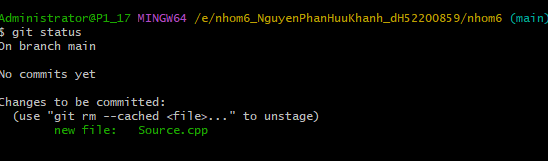 Administrator@P1_17 MINGW64 /e/nhom6_NguyenPhanHuuKhanh_dH52200859/nhom6 (main)
$ git status
On branch main
No commits yet
Changes to be committed:
(use "git rm --cached <file>..." to unstage)
new file: Source.cpp